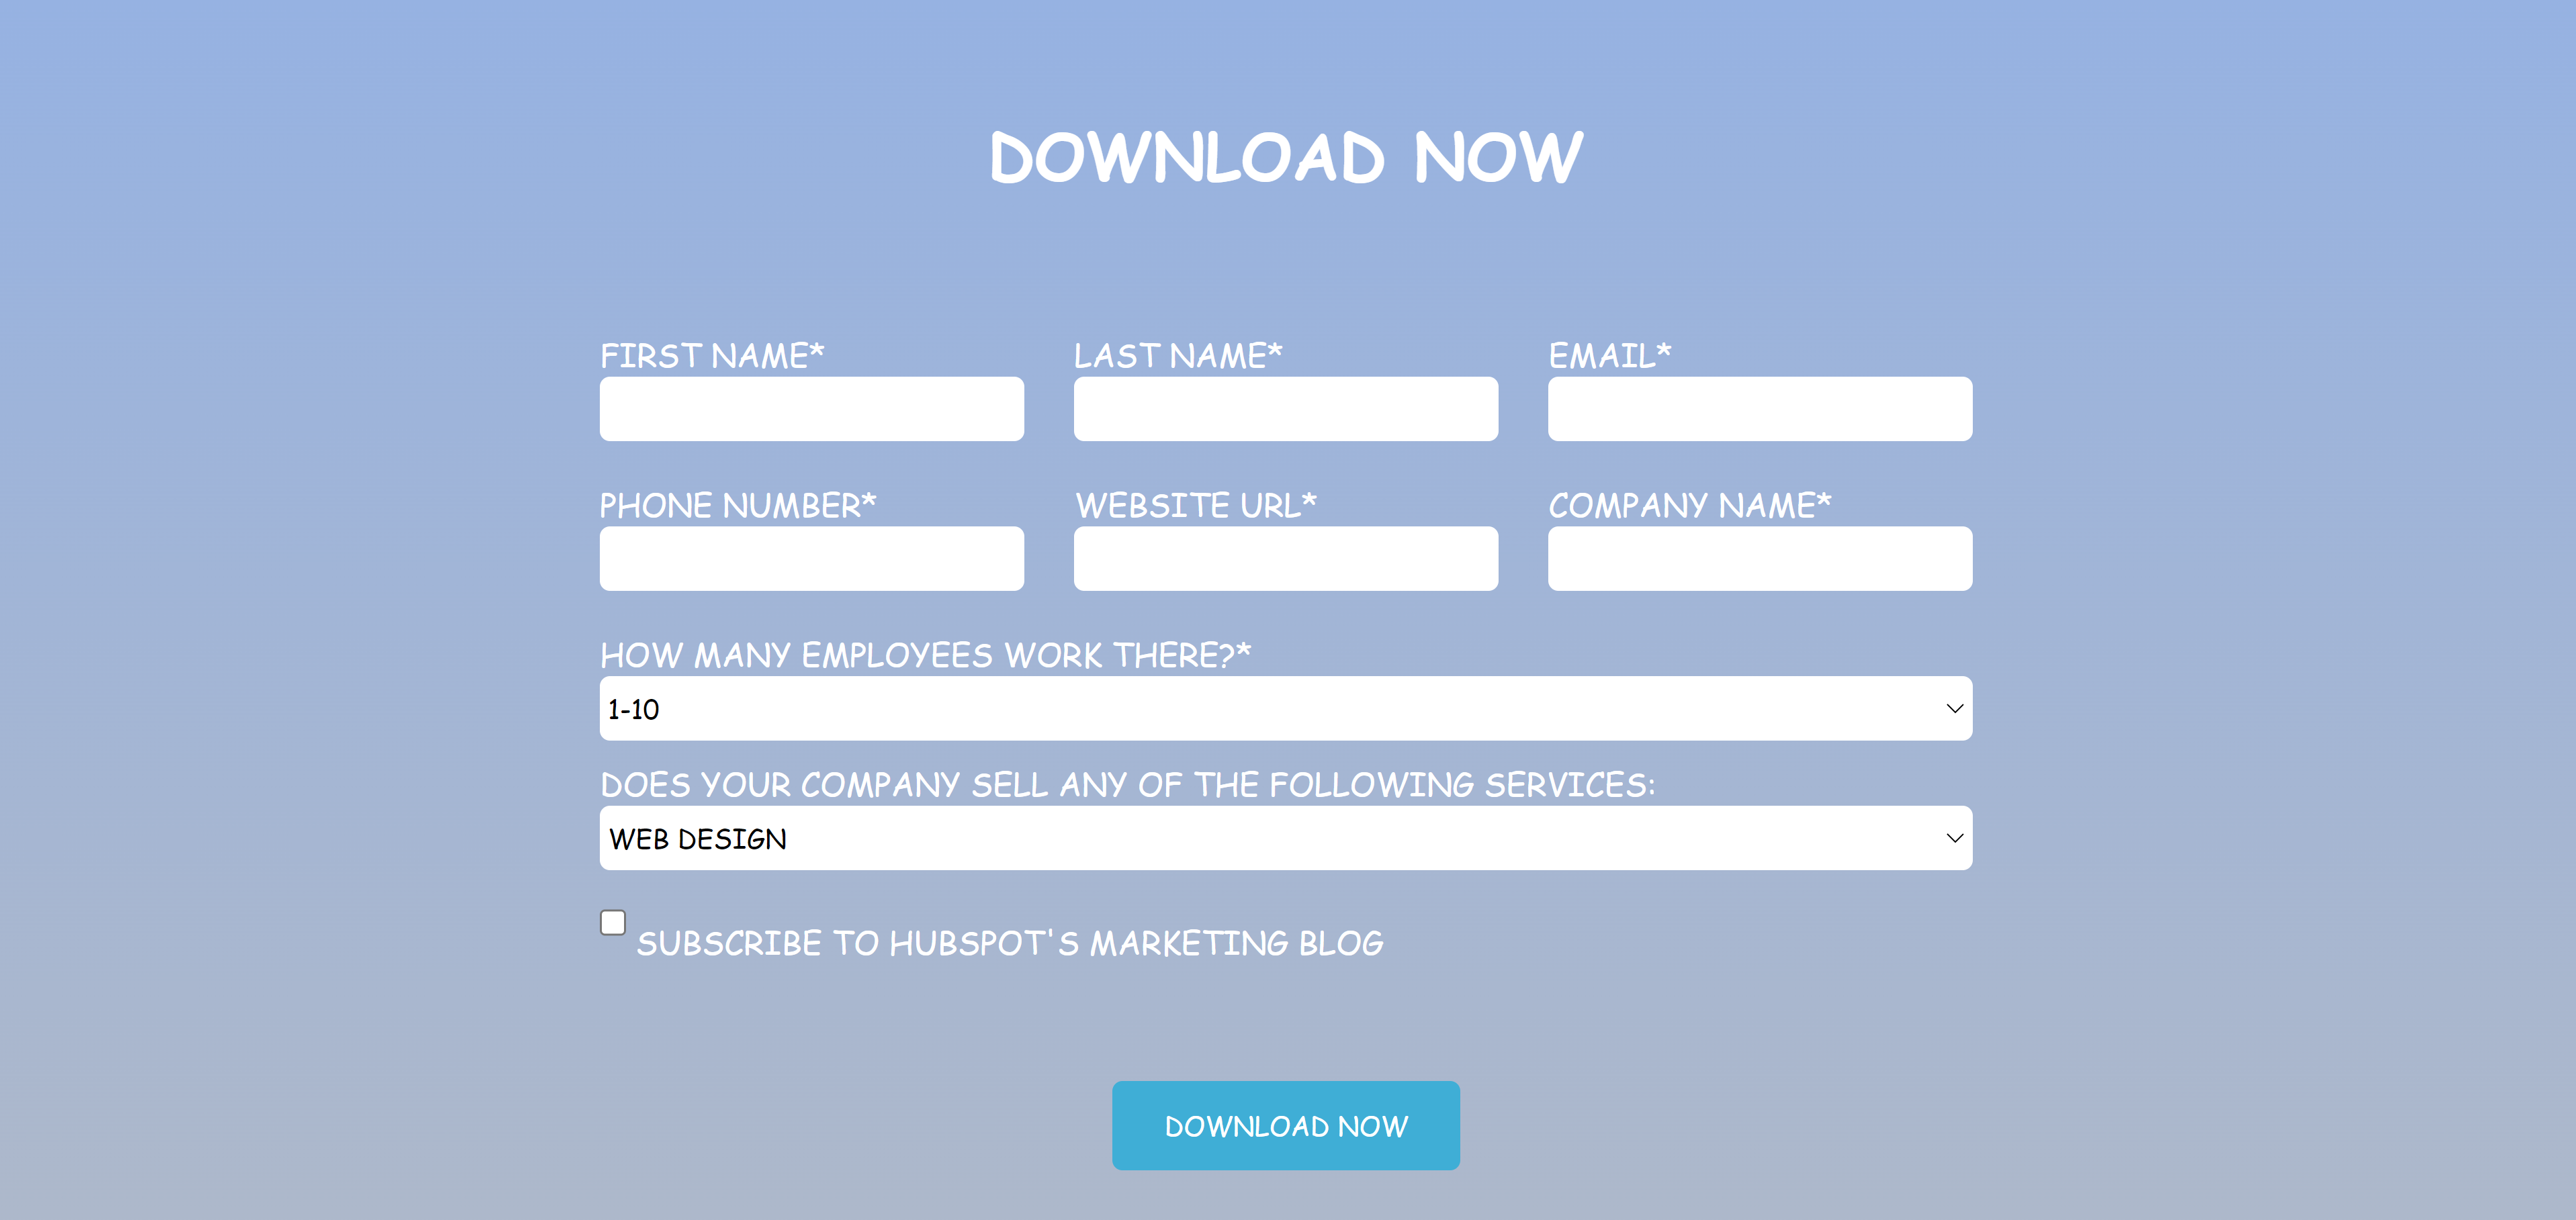 DOWNLOAD NOW
FIRST NAME* LAST NAME* EMAIL*
PHONE NUMBER* WEBSITE URL* COMPANY NAME*
HOW MANY EMPLOYEES WORK THERE?*
1-10
DOES YOUR COMPANY SELL ANY OF THE FOLLOWING SERVICES:
WEB DESIGN
SUBSCRIBE TO HUBSPOT'S MARKETING BLOG
DOWNLOAD NOW